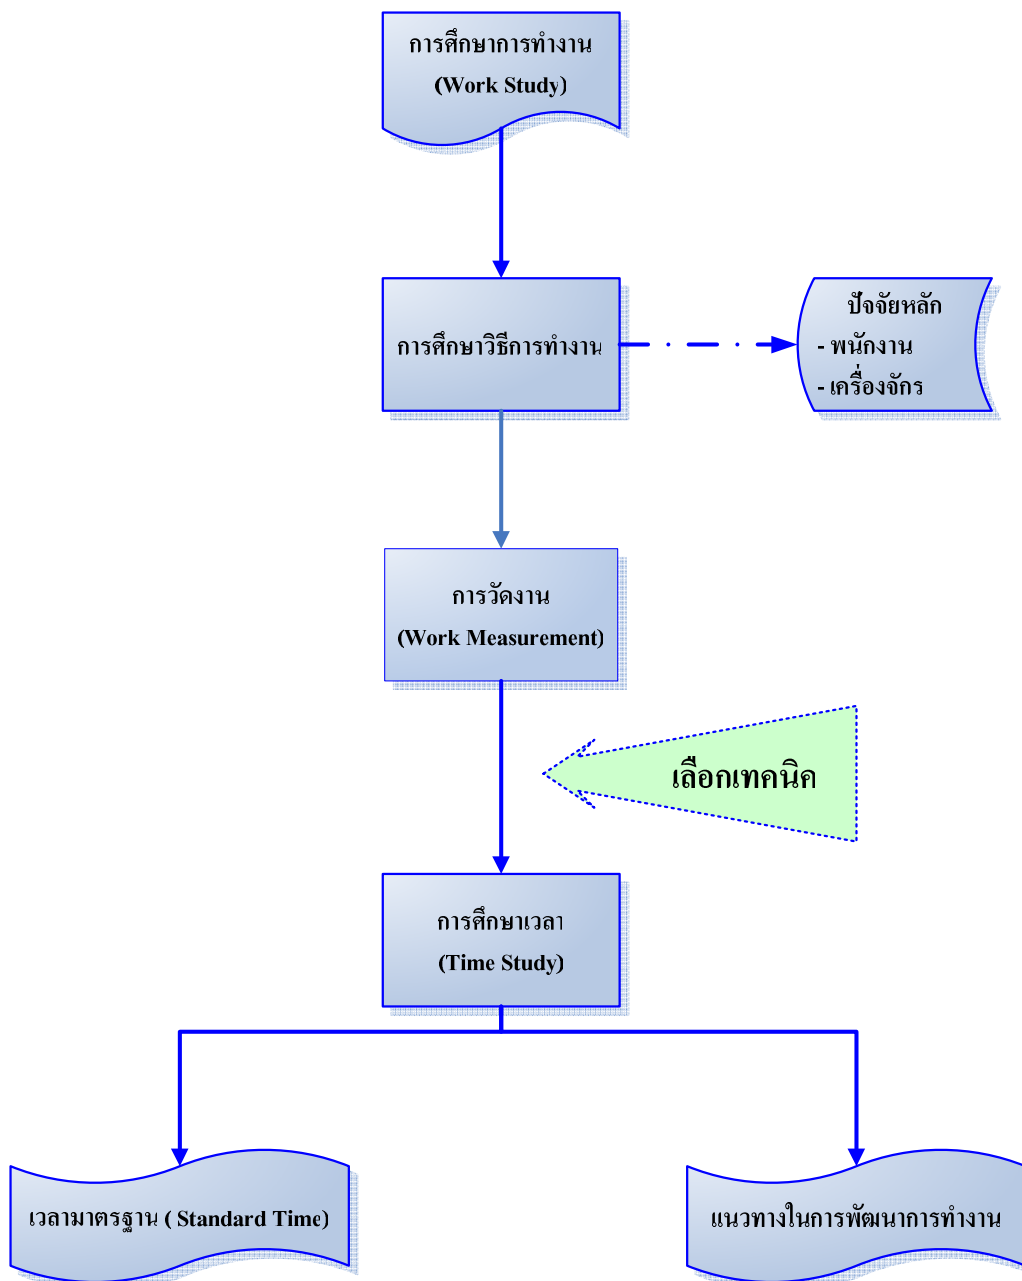 การศึกษาการทำงาน
(Work Study)
การศึกษาวิธีการทำงาน
ปัจจัยหลัก
- พนักงาน
- เครื่องจักร
การวัดงาน
(Work Measurement)
เลือกเทคนิค
การศึกษาเวลา
(Time Study)
เวลามาตรฐาน ( Standard Time)
แนวทางในการพัฒนาการทำงาน